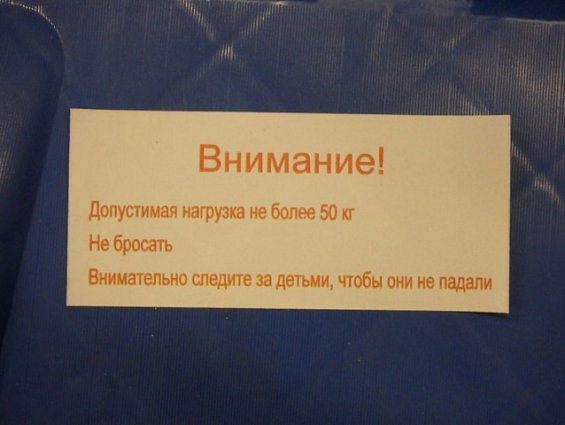 Внимание!
Допустимая нагрузка не более 50 кг
Не бросать
Внимательно следите за детьми, чтобы они не падали